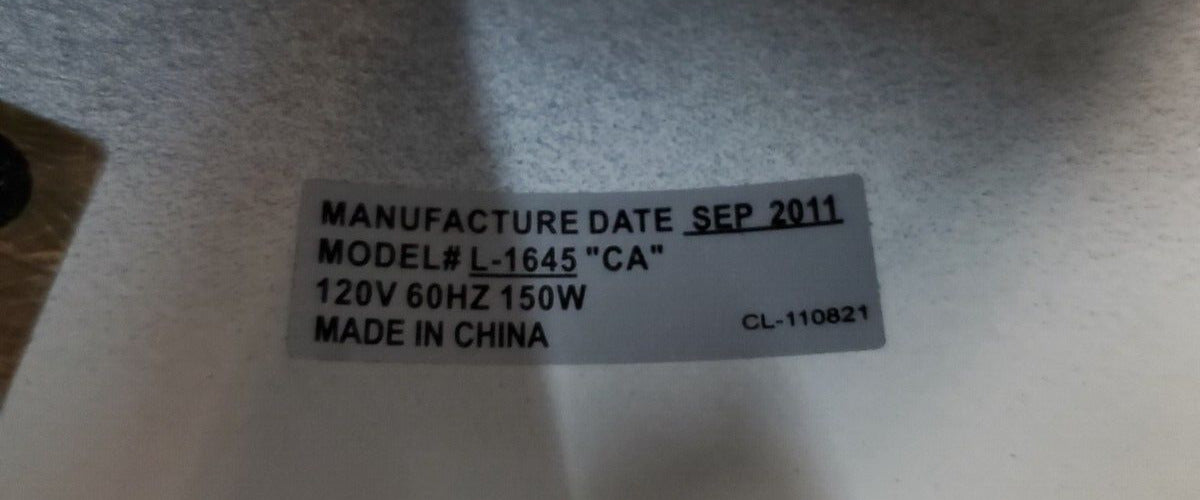 MANUFACTURE DATE SEP 2011
MODEL# L-1645 "CA"
120V 60HZ 150W
MADE IN CHINA
CL-110821